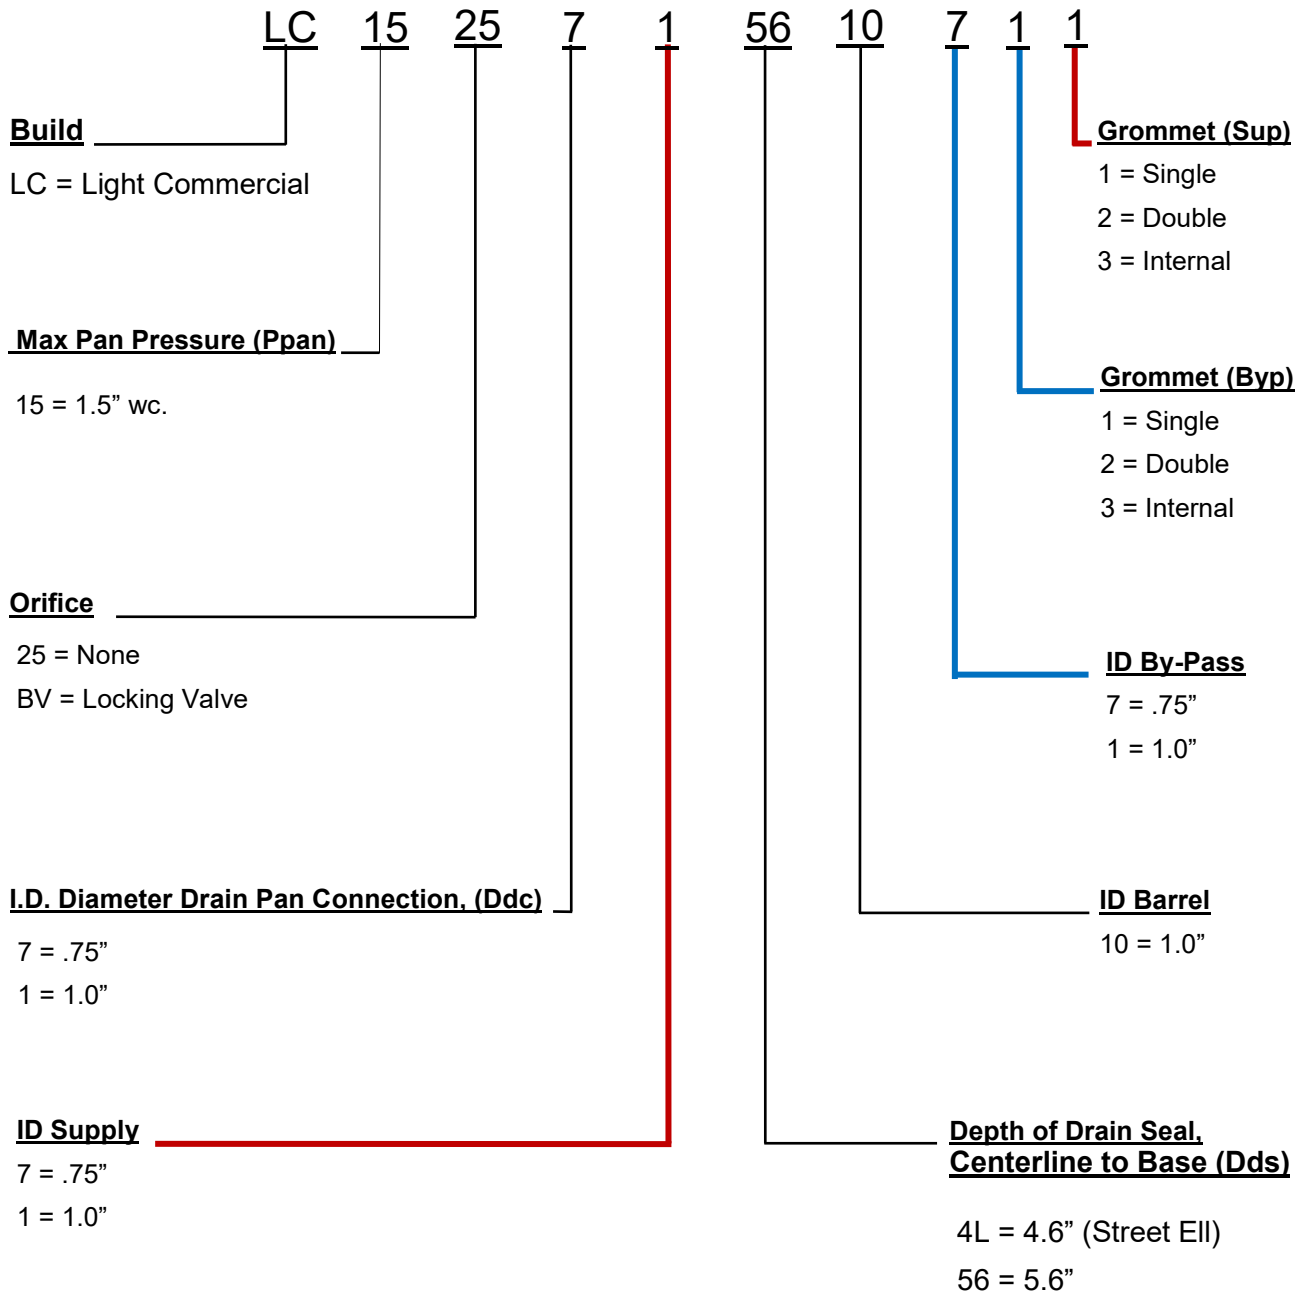 LC 15 25 7 1 56 10 7 1 1
Build
LC = Light Commercial
Max Pan Pressure (Ppan)
15 = 1.5” wc.
Orifice
25 = None
BV = Locking Valve
I.D. Diameter Drain Pan Connection, (Ddc)
7 = .75”
1 = 1.0”
ID Supply
7 = .75”
1 = 1.0”
Grommet (Sup)
1 = Single
2 = Double
3 = Internal
Grommet (Byp)
1 = Single
2 = Double
3 = Internal
ID By-Pass
7 = .75”
1 = 1.0”
ID Barrel
10 = 1.0”
Depth of Drain Seal,
Centerline to Base (Dds)
4L = 4.6” (Street Ell)
56 = 5.6”